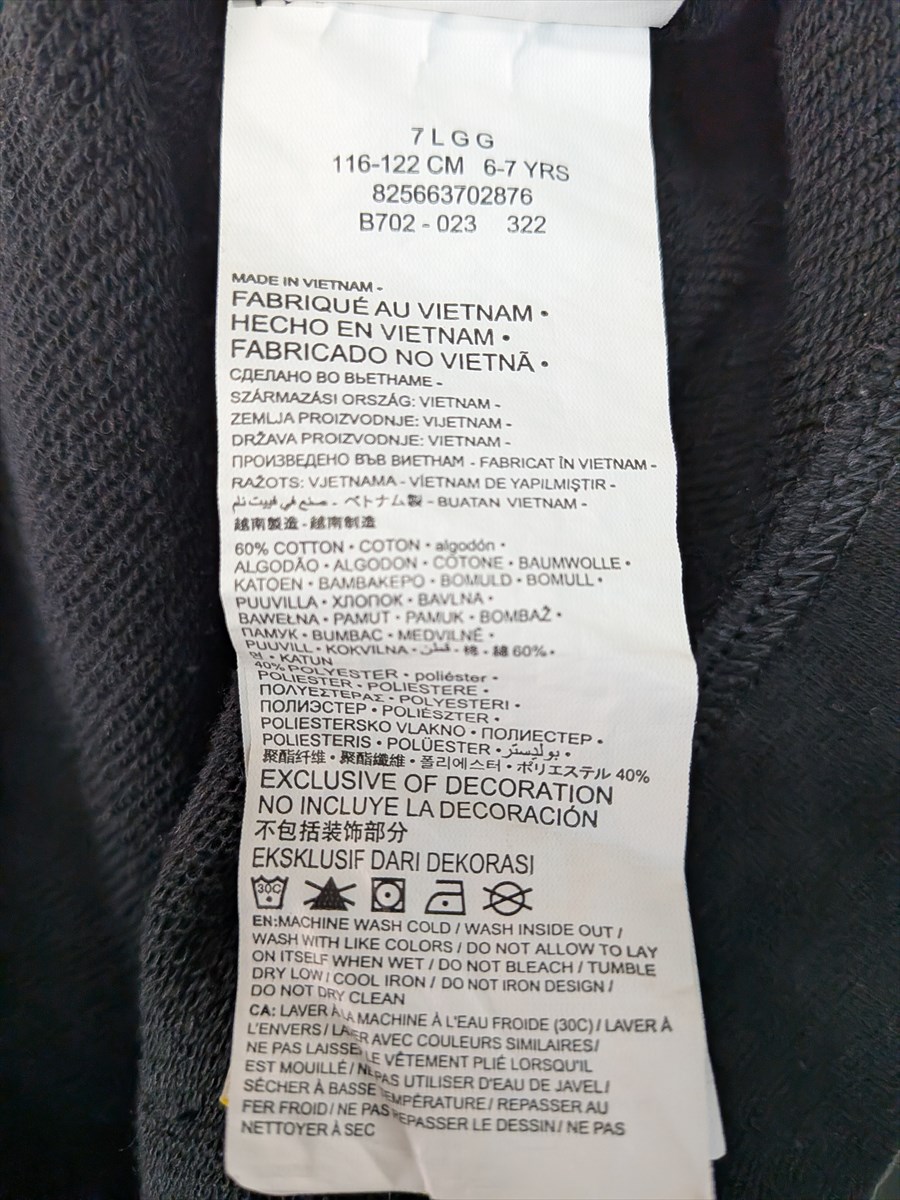 7LGG
116-122 CM 6-7 YRS
825663702876
B702 - 023 322
MADE IN VIETNAM -
FABRIQUÉ AU VIETNAM •
HECHO EN VIETNAM •
FABRICADO NO VIETNÃ •
СДЕЛАНО ВО ВЬЕТНАМЕ -
SZÁRMAZÁSI ORSZÁG: VIETNAM -
ZEMLJA PROIZVODNJE: VIJETNAM -
DRŽAVA PROIZVODNJE: VIETNAM -
ПРОИЗВЕДЕНО ВЪВ ВИЕТНАМ - FABRICAT ÎN VIETNAM -
RAŽOTS: VJETNAMA - VİETNAM DE YAPILMIŞTIR -
صنع في فييت نام - ベトナム製 - BUATAN VIETNAM -
越南製造 - 越南制造
60% COTTON • COTON • algodón •
ALGODÃO • ALGODON • COTONE • BAUMWOLLE •
KATOEN • ΒΑΜΒΑΚΕΡΟ • BOMULD • BOMULL •
PUUVILLA • ХЛОПОК • BAVLNA •
BAWEŁNA • PAMUT • PAMUK • BOMBAŽ •
ПАМУК • BUMBAC • MEDVILNĖ •
PUUVILL • KOKVILNA • قطن • 棉 • 綿 60% •
면 • KATUN
40% POLYESTER • poliéster •
POLIESTER • POLIESTERE •
ΠΟΛΥΕΣΤΕΡΑΣ • POLYESTERI •
ПОЛИЭСТЕР • POLIÉSZTER •
POLIESTERSKO VLAKNO • ПОЛИЕСТЕР •
POLIESTERIS • POLÜESTER • بوليستر •
聚酯纤维 • 聚酯纖維 • 폴리에스터 • ポリエステル 40%
EXCLUSIVE OF DECORATION
NO INCLUYE LA DECORACIÓN
不包括装饰部分
EKSKLUSIF DARI DEKORASI
30C
EN:MACHINE WASH COLD / WASH INSIDE OUT /
WASH WITH LIKE COLORS / DO NOT ALLOW TO LAY
ON ITSELF WHEN WET / DO NOT BLEACH / TUMBLE
DRY LOW / COOL IRON / DO NOT IRON DESIGN /
DO NOT DRY CLEAN
CA: LAVER À LA MACHINE À L'EAU FROIDE (30C) / LAVER À
L'ENVERS / LAVER AVEC COULEURS SIMILAIRES/
NE PAS LAISSER LE VÊTEMENT PLIÉ LORSQU'IL
EST MOUILLÉ / NE PAS UTILISER D'EAU DE JAVEL/
SÉCHER À BASSE TEMPÉRATURE / REPASSER AU
FER FROID / NE PAS REPASSER LE DESSIN/ NE PAS
NETTOYER À SEC